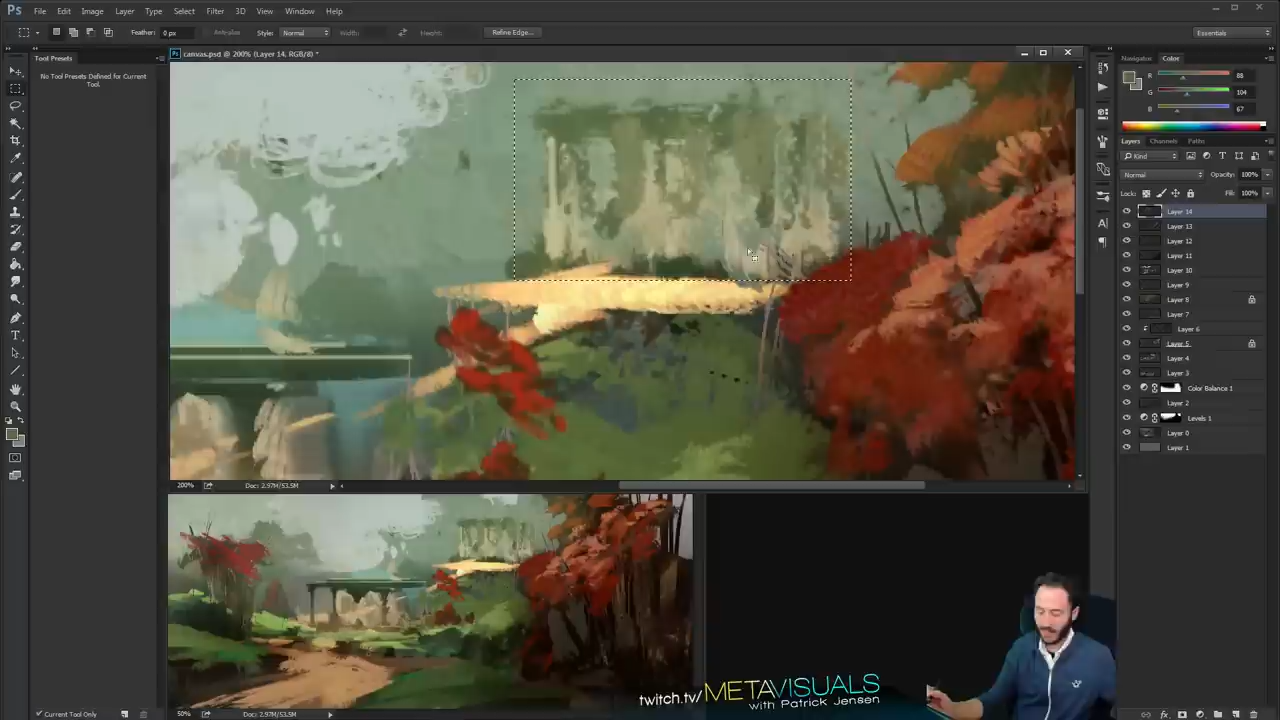 Ps File Edit Image Layer Type Select Filter 3D View Window Help
Feather: 0 px Anti-alias Style: Normal Width: Height: Refine Edge... Essentials
Tool Presets
No Tool Presets Defined for Current
Tool.
canvas.psd @ 200% (Layer 14, RGB/8) *
Navigator Color
R 88
G 104
B 67
Layers Channels Paths
Kind
Normal Opacity: 100%
Lock: Fill: 100%
Layer 14
Layer 13
Layer 12
Layer 11
Layer 10
Layer 9
Layer 8
Layer 7
Layer 6
Layer 5
Layer 4
Layer 3
Color Balance 1
Layer 2
Levels 1
Layer 0
Layer 1
200% Doc: 2.97M/53.5M
twitch.tv/METAVISUALS
with Patrick Jensen
Current Tool Only
50% Doc: 2.97M/53.5M